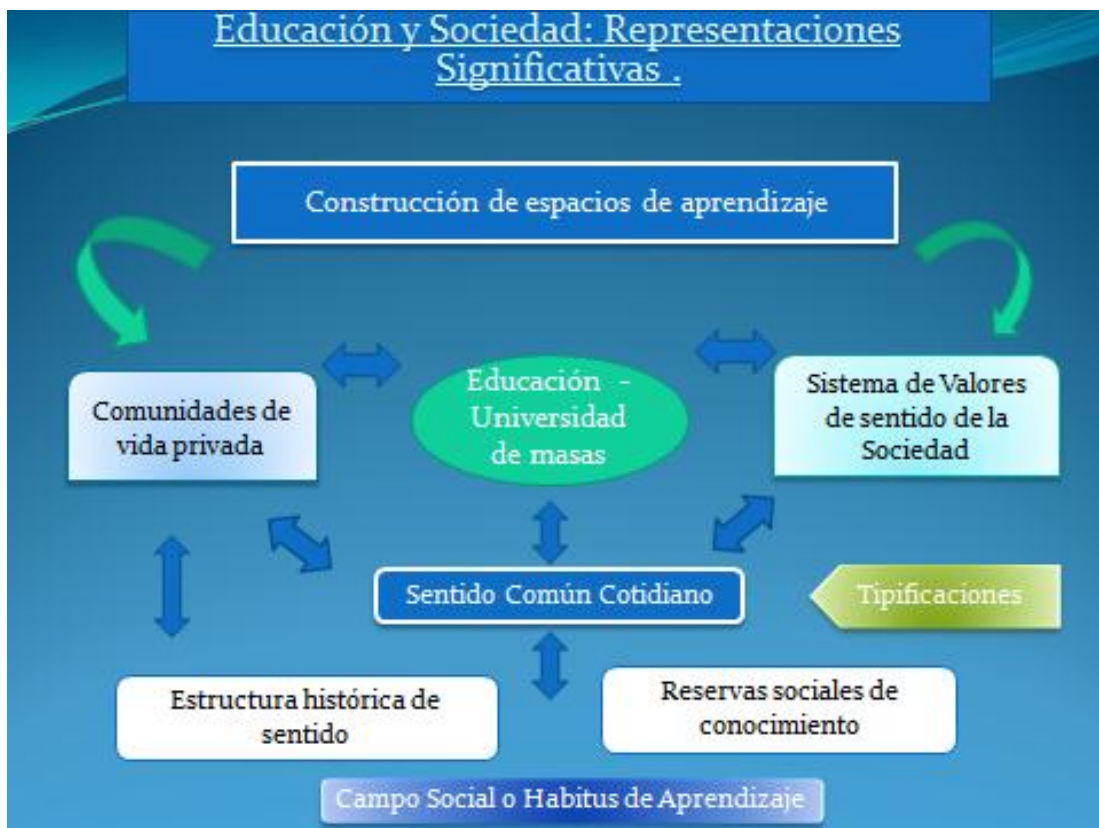 Educación y Sociedad: Representaciones
Significativas .
Construcción de espacios de aprendizaje
Comunidades de
vida privada
Educación -
Universidad
de masas
Sistema de Valores
de sentido de la
Sociedad
Sentido Común Cotidiano
Tipificaciones
Estructura histórica de
sentido
Reservas sociales de
conocimiento
Campo Social o Habitus de Aprendizaje